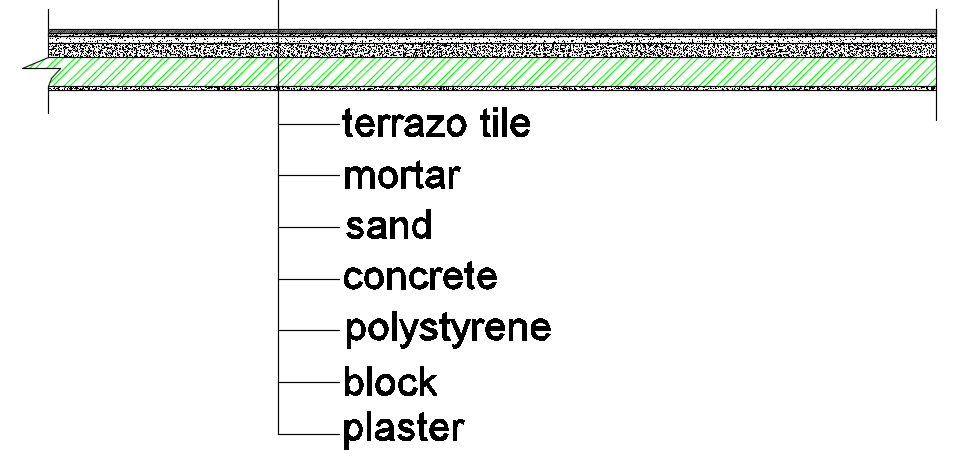 terrazo tile
mortar
sand
concrete
polystyrene
block
plaster